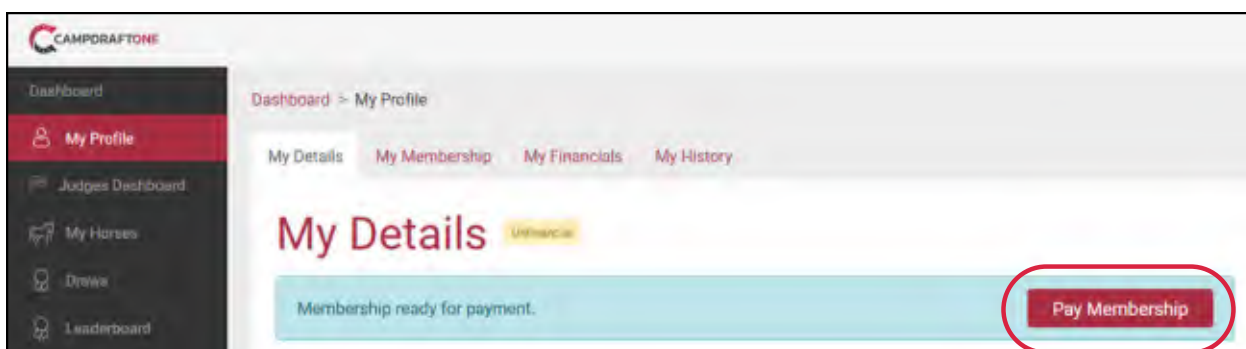 CAMPDRAFTONE
Dashboard
Dashboard > My Profile
My Profile
My Details My Membership My Financials My History
Judges Dashboard
My Horses
My Details Unfinancial
Draws
Membership ready for payment. Pay Membership
Leaderboard